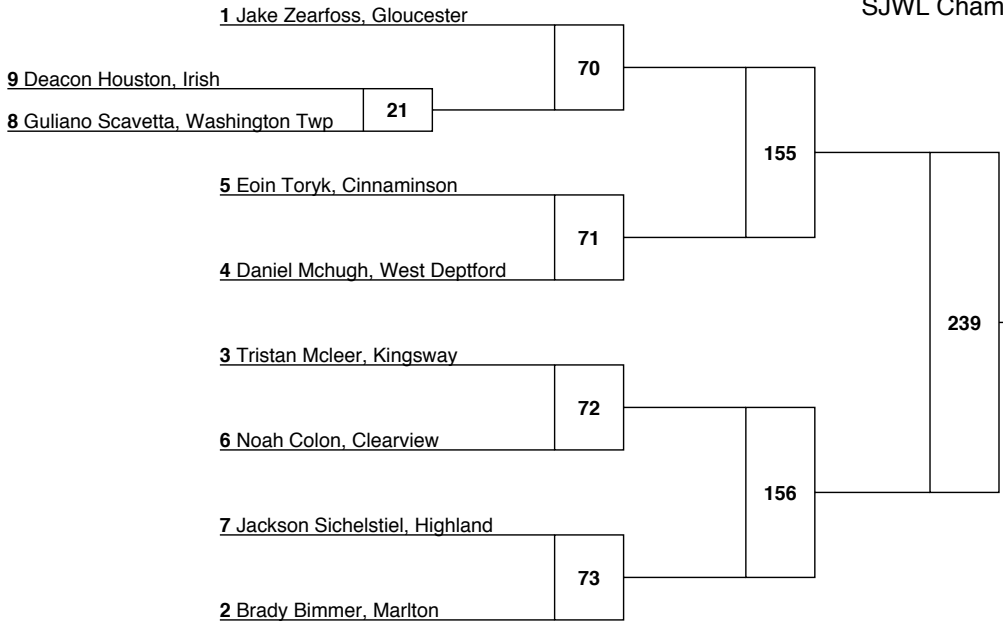 SJWL Cham
1 Jake Zearfoss, Gloucester
70
9 Deacon Houston, Irish
21
8 Guliano Scavetta, Washington Twp
155
5 Eoin Toryk, Cinnaminson
71
4 Daniel Mchugh, West Deptford
239
3 Tristan Mcleer, Kingsway
72
6 Noah Colon, Clearview
156
7 Jackson Sichelstiel, Highland
73
2 Brady Bimmer, Marlton